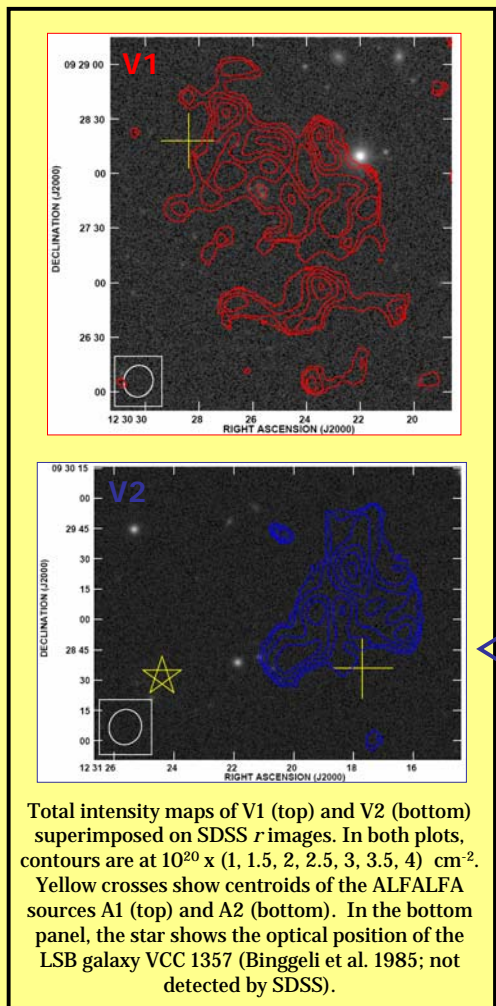 V1
09 29 00
28 30
00
27 30
00
26 30
00
DECLINATION (J2000)
12 30 30
28
26
24
22
20
RIGHT ASCENSION (J2000)
V2
09 30 15
00
29 45
30
15
00
28 45
30
15
00
DECLINATION (J2000)
12 31 26
24
22
20
18
16
RIGHT ASCENSION (J2000)
Total intensity maps of V1 (top) and V2 (bottom)
superimposed on SDSS r images. In both plots,
contours are at 10²⁰ x (1, 1.5, 2, 2.5, 3, 3.5, 4) cm⁻².
Yellow crosses show centroids of the ALFALFA
sources A1 (top) and A2 (bottom). In the bottom
panel, the star shows the optical position of the
LSB galaxy VCC 1357 (Binggeli et al. 1985; not
detected by SDSS).